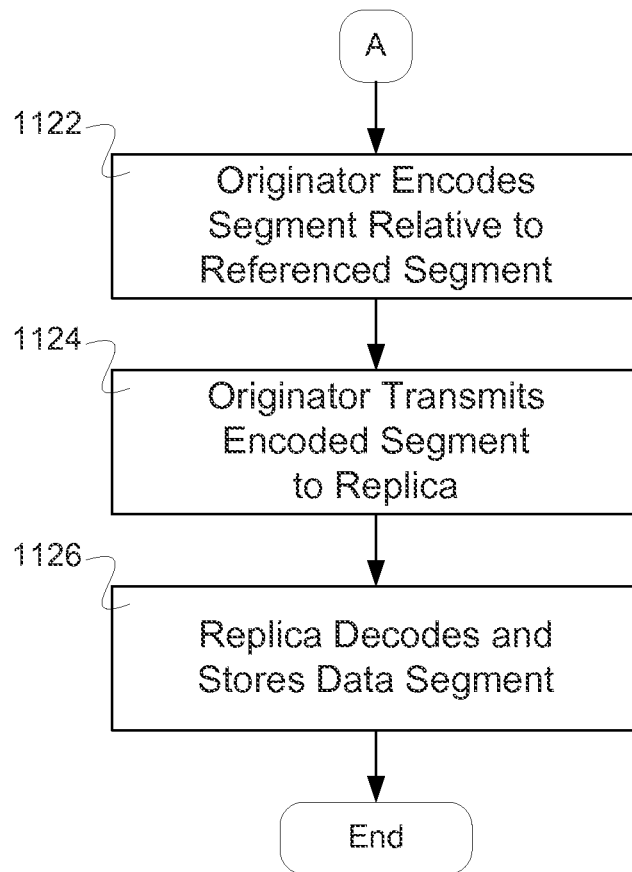 A
1122
Originator Encodes
Segment Relative to
Referenced Segment
1124
Originator Transmits
Encoded Segment
to Replica
1126
Replica Decodes and
Stores Data Segment
End